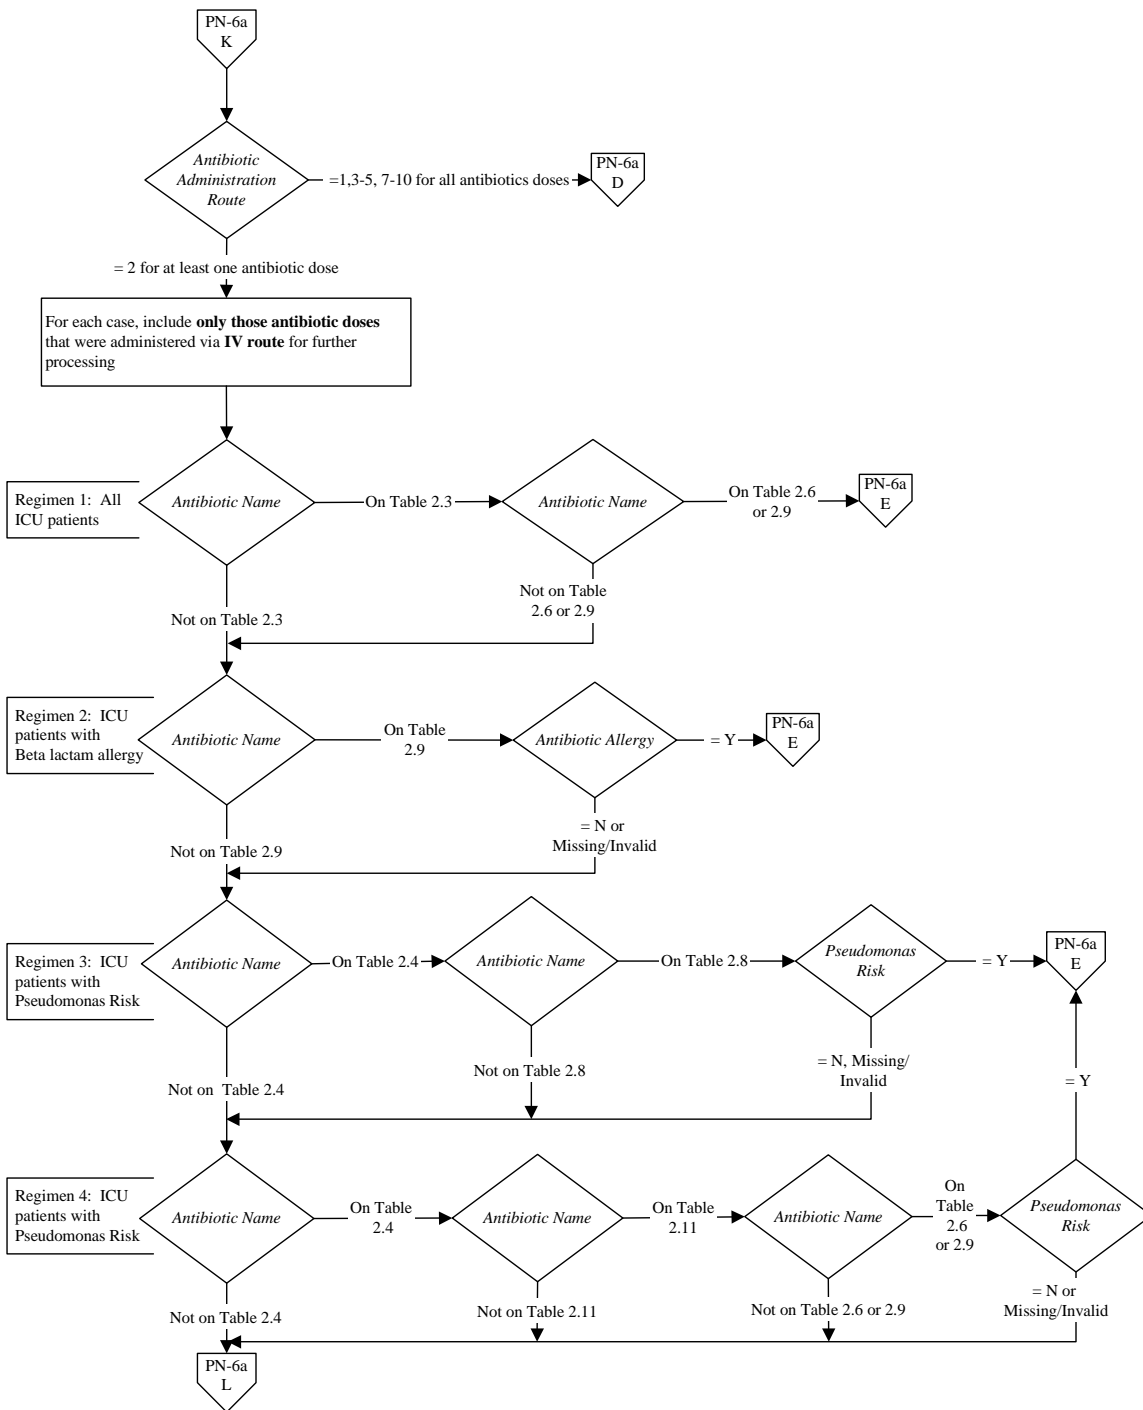 PN-6a
K
Antibiotic
Administration
Route
=1,3-5, 7-10 for all antibiotics doses
PN-6a
D
= 2 for at least one antibiotic dose
For each case, include only those antibiotic doses
that were administered via IV route for further
processing
Regimen 1:  All
ICU patients
Antibiotic Name
On Table 2.3
Antibiotic Name
On Table 2.6
or 2.9
PN-6a
E
Not on Table
2.6 or 2.9
Not on Table 2.3
Regimen 2:  ICU
patients with
Beta lactam allergy
Antibiotic Name
On Table
2.9
Antibiotic Allergy
= Y
PN-6a
E
= N or
Missing/Invalid
Not on Table 2.9
Regimen 3:  ICU
patients with
Pseudomonas Risk
Antibiotic Name
On Table 2.4
Antibiotic Name
On Table 2.8
Pseudomonas
Risk
= Y
PN-6a
E
Not on  Table 2.4
Not on Table 2.8
= N, Missing/
Invalid
= Y
Regimen 4:  ICU
patients with
Pseudomonas Risk
Antibiotic Name
On Table
2.4
Antibiotic Name
On Table
2.11
Antibiotic Name
On
Table
2.6
or 2.9
Pseudomonas
Risk
Not on Table 2.4
Not on Table 2.11
Not on Table 2.6 or 2.9
= N or
Missing/Invalid
PN-6a
L